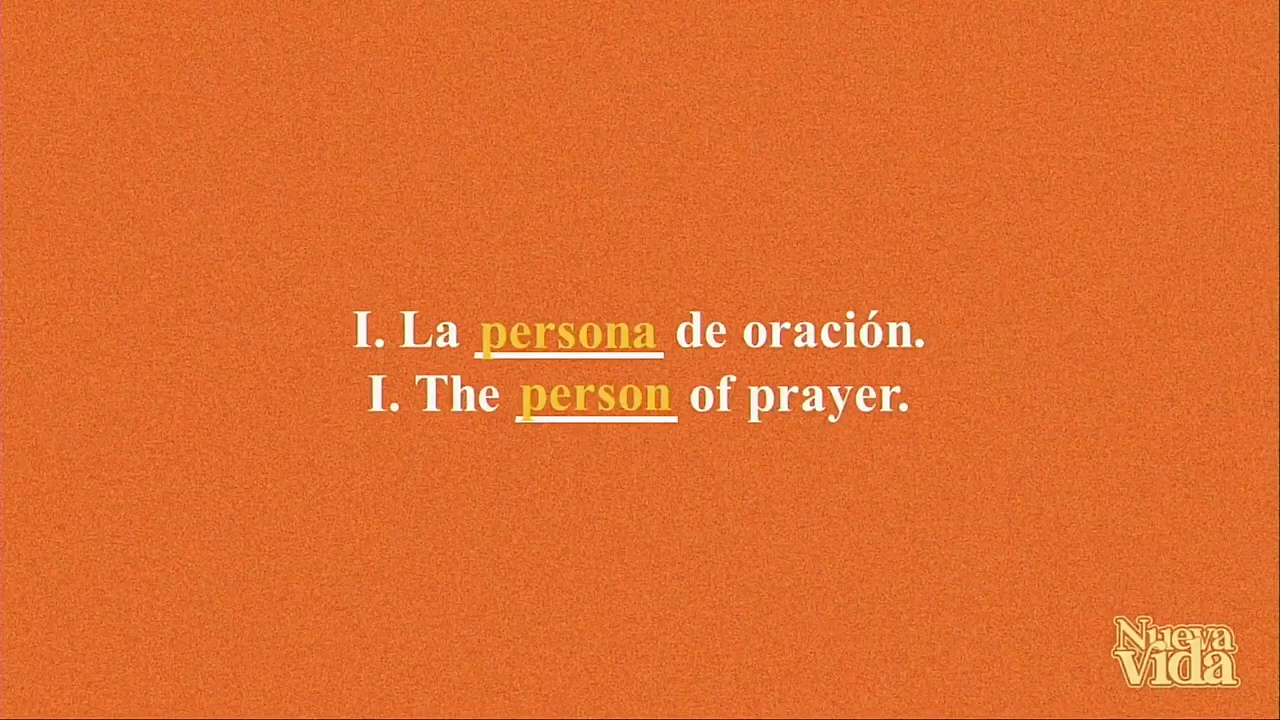 I. La persona de oración.
I. The person of prayer.
Nueva
Vida